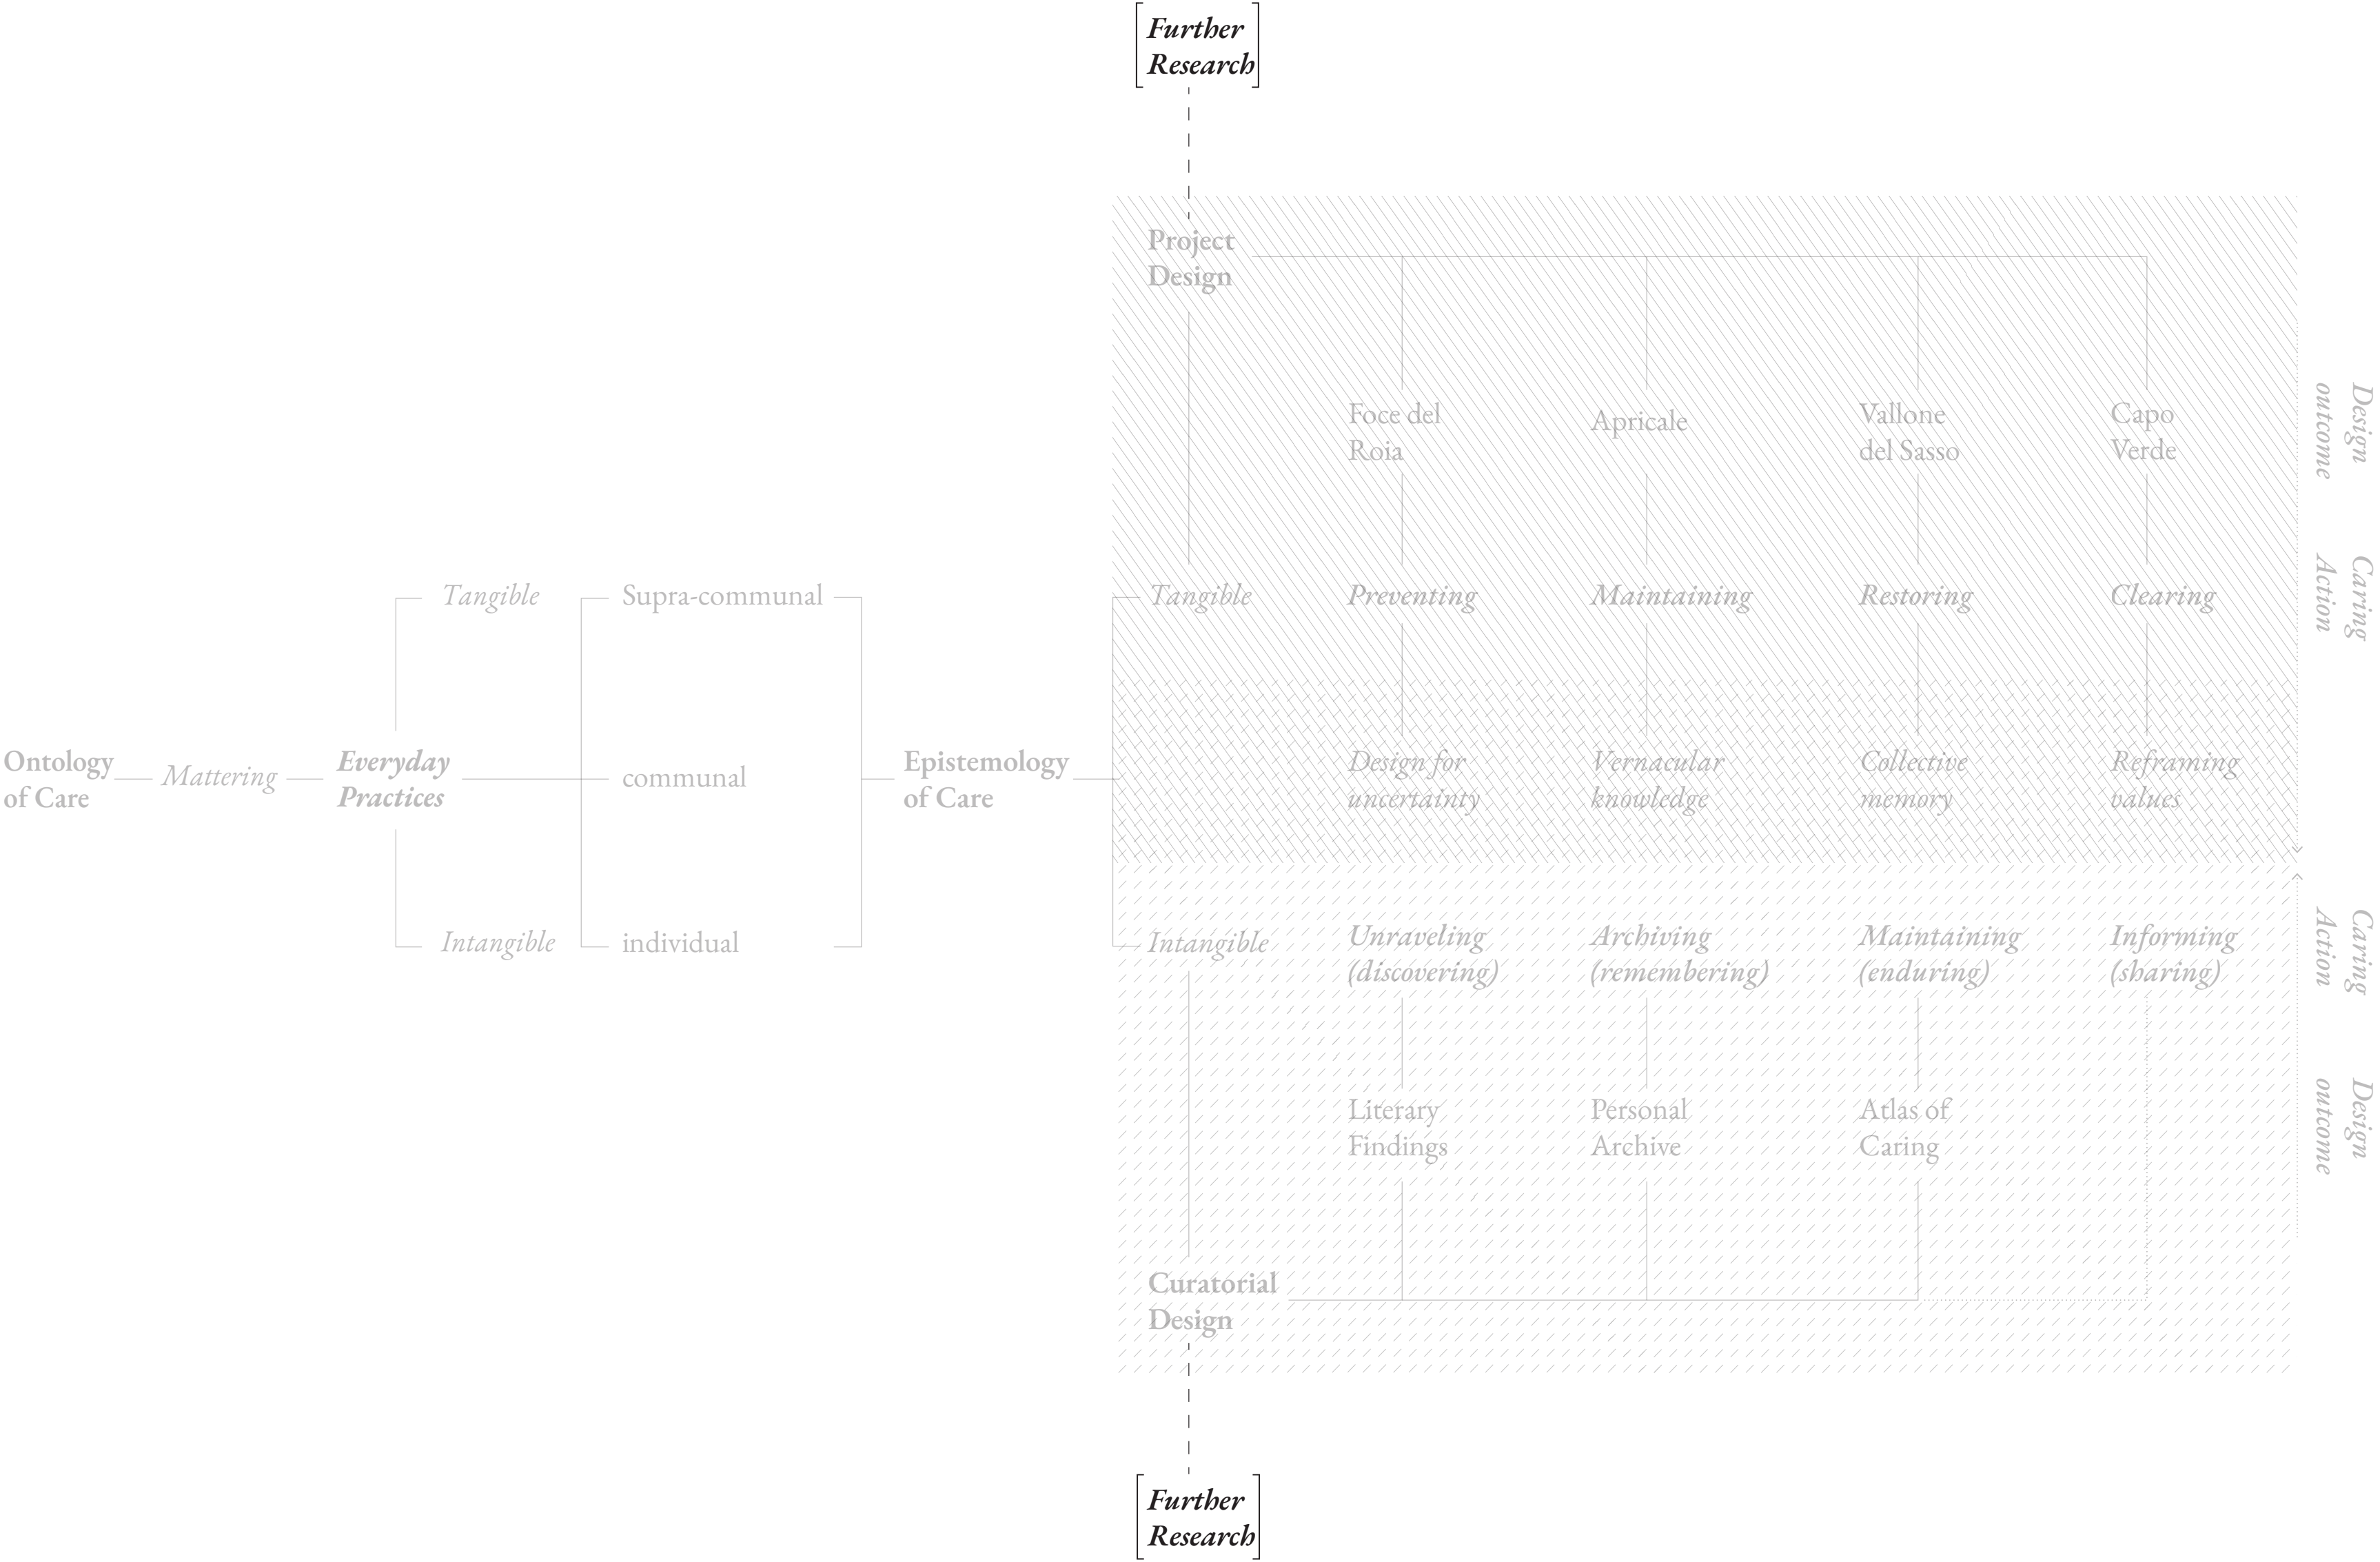 Further
Research
Project
Design
Foce del
Roia
Apricale
Vallone
del Sasso
Capo
Verde
Design
outcome
Tangible
Supra-communal
Tangible
Preventing
Maintaining
Restoring
Clearing
Caring
Action
Ontology
of Care
Mattering
Everyday
Practices
communal
Epistemology
of Care
Design for
uncertainty
Vernacular
knowledge
Collective
memory
Reframing
values
Intangible
individual
Intangible
Unraveling
(discovering)
Archiving
(remembering)
Maintaining
(enduring)
Informing
(sharing)
Caring
Action
Literary
Findings
Personal
Archive
Atlas of
Caring
Design
outcome
Curatorial
Design
Further
Research